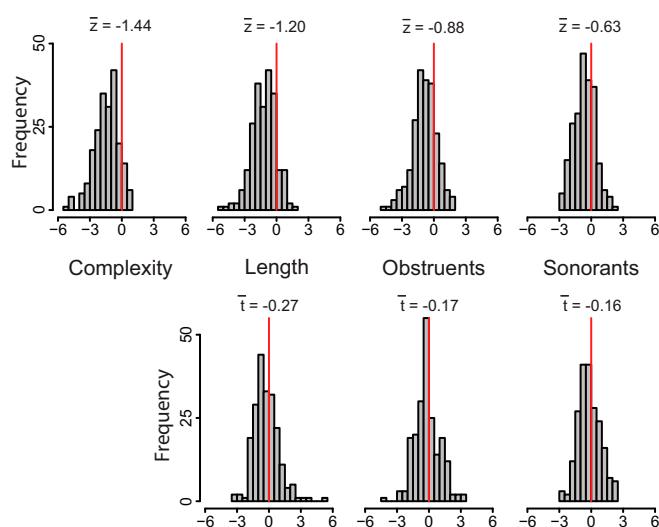 z̅ = -1.44 z̅ = -1.20 z̅ = -0.88 z̅ = -0.63
Frequency
50
25
0
−6 −3 0 3 6 −6 −3 0 3 6 −6 −3 0 3 6 −6 −3 0 3 6
Complexity Length Obstruents Sonorants
t̅ = -0.27 t̅ = -0.17 t̅ = -0.16
Frequency
50
25
0
−6 −3 0 3 6 −6 −3 0 3 6 −6 −3 0 3 6